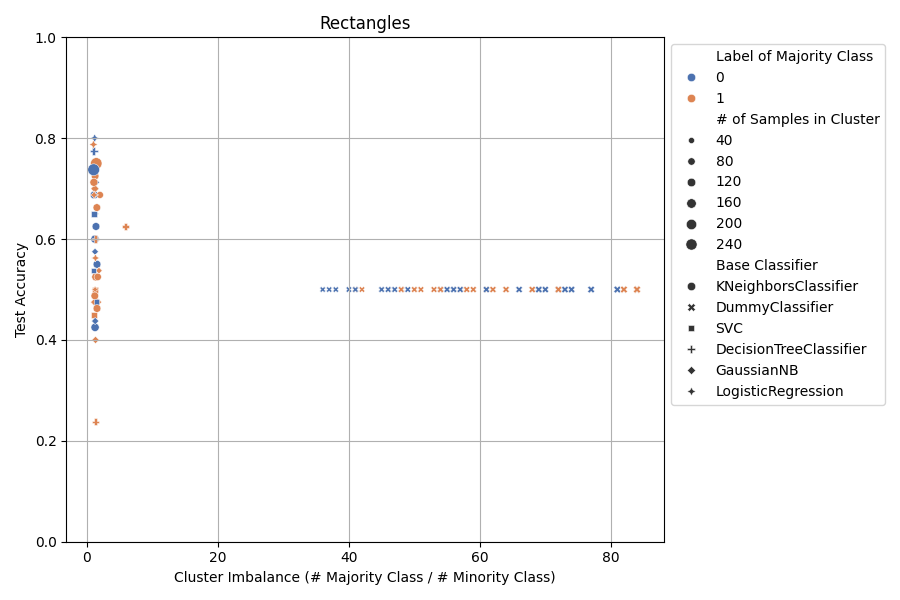 Rectangles
1.0
0.8
0.6
0.4
0.2
0.0
Test Accuracy
0
20
40
60
80
Cluster Imbalance (# Majority Class / # Minority Class)
Label of Majority Class
0
1
# of Samples in Cluster
40
80
120
160
200
240
Base Classifier
KNeighborsClassifier
DummyClassifier
SVC
DecisionTreeClassifier
GaussianNB
LogisticRegression